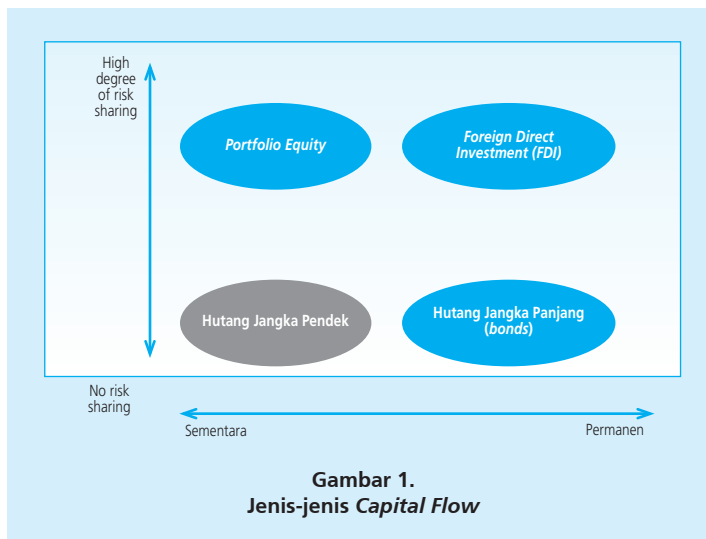 High
degree
of risk
sharing
Portfolio Equity
Foreign Direct
Investment (FDI)
Hutang Jangka Pendek
Hutang Jangka Panjang
(bonds)
No risk
sharing
Sementara
Permanen
Gambar 1.
Jenis-jenis Capital Flow